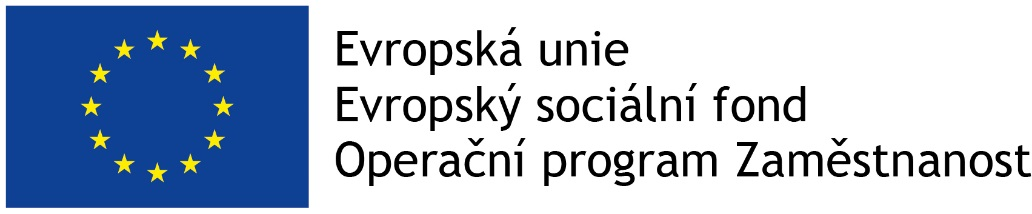 Evropská unie
Evropský sociální fond
Operační program Zaměstnanost